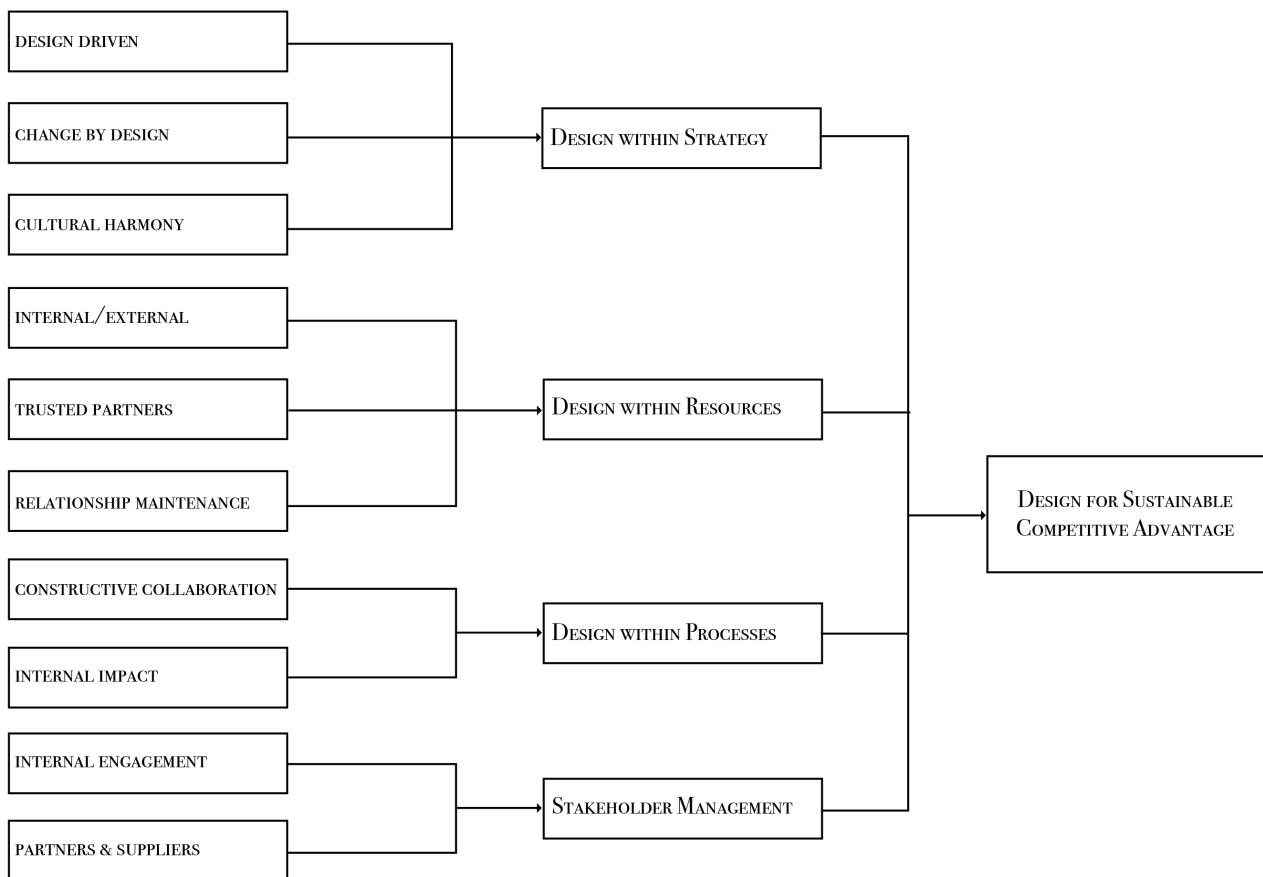 DESIGN DRIVEN
CHANGE BY DESIGN
CULTURAL HARMONY
INTERNAL/EXTERNAL
TRUSTED PARTNERS
RELATIONSHIP MAINTENANCE
CONSTRUCTIVE COLLABORATION
INTERNAL IMPACT
INTERNAL ENGAGEMENT
PARTNERS & SUPPLIERS
DESIGN WITHIN STRATEGY
DESIGN WITHIN RESOURCES
DESIGN WITHIN PROCESSES
STAKEHOLDER MANAGEMENT
DESIGN FOR SUSTAINABLE
COMPETITIVE ADVANTAGE